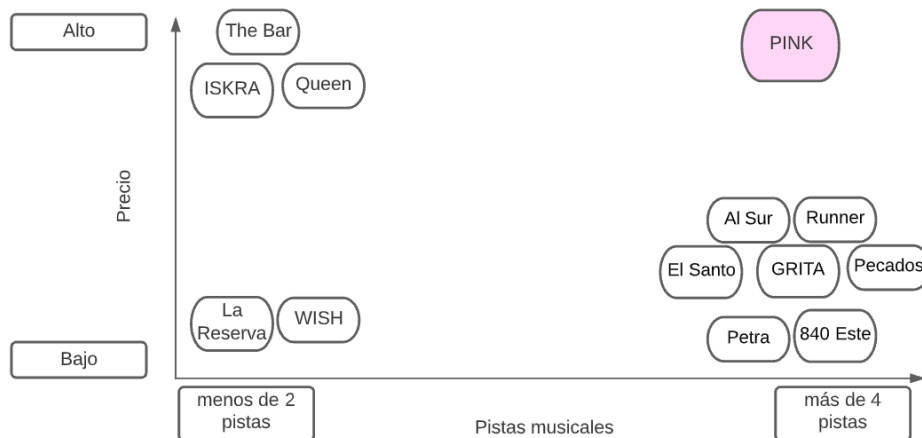 Alto
The Bar
PINK
ISKRA
Queen
Precio
Al Sur
Runner
El Santo
GRITA
Pecados
La
Reserva
WISH
Petra
840 Este
Bajo
menos de 2
pistas
Pistas musicales
más de 4
pistas